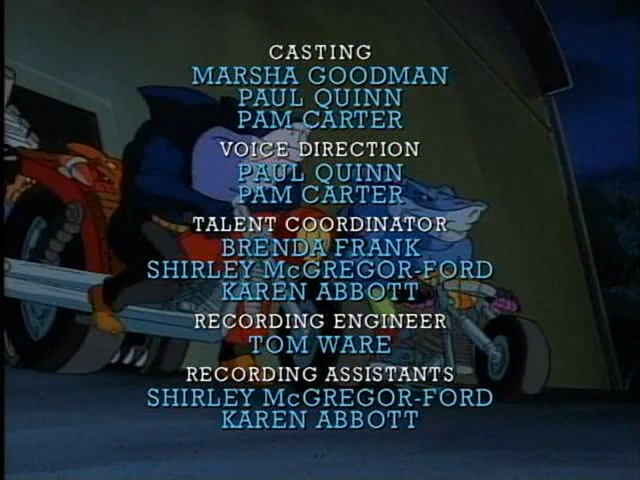 CASTING
MARSHA GOODMAN
PAUL QUINN
PAM CARTER
VOICE DIRECTION
PAUL QUINN
PAM CARTER
TALENT COORDINATOR
BRENDA FRANK
SHIRLEY McGREGOR-FORD
KAREN ABBOTT
RECORDING ENGINEER
TOM WARE
RECORDING ASSISTANTS
SHIRLEY McGREGOR-FORD
KAREN ABBOTT